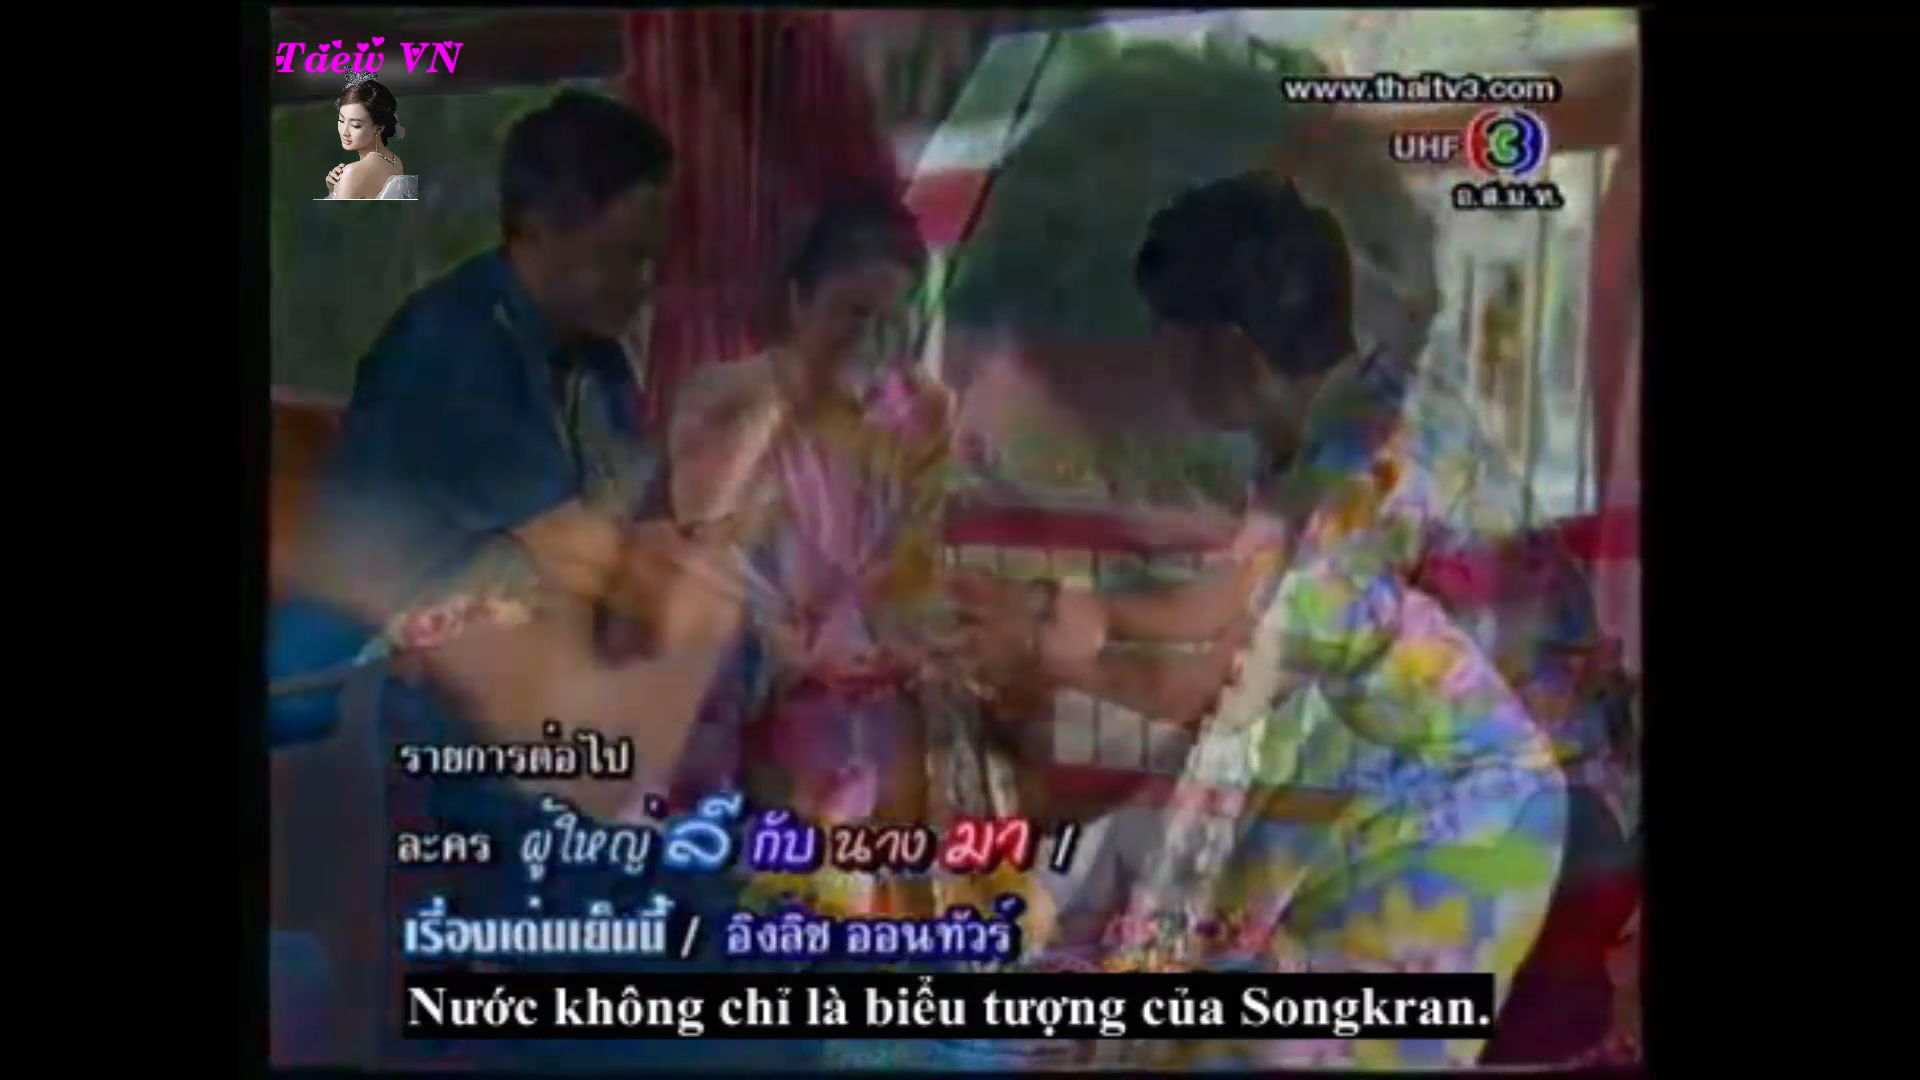 Taew VN
www.thaitv3.com
UHF 3
อ.ส.ม.ท.
รายการต่อไป
ละคร ผู้ใหญ่ ลี กับ นาง มา /
เรื่องเด่นเย็นนี้ / อิงลิช ออนทัวร์
Nước không chỉ là biểu tượng của Songkran.